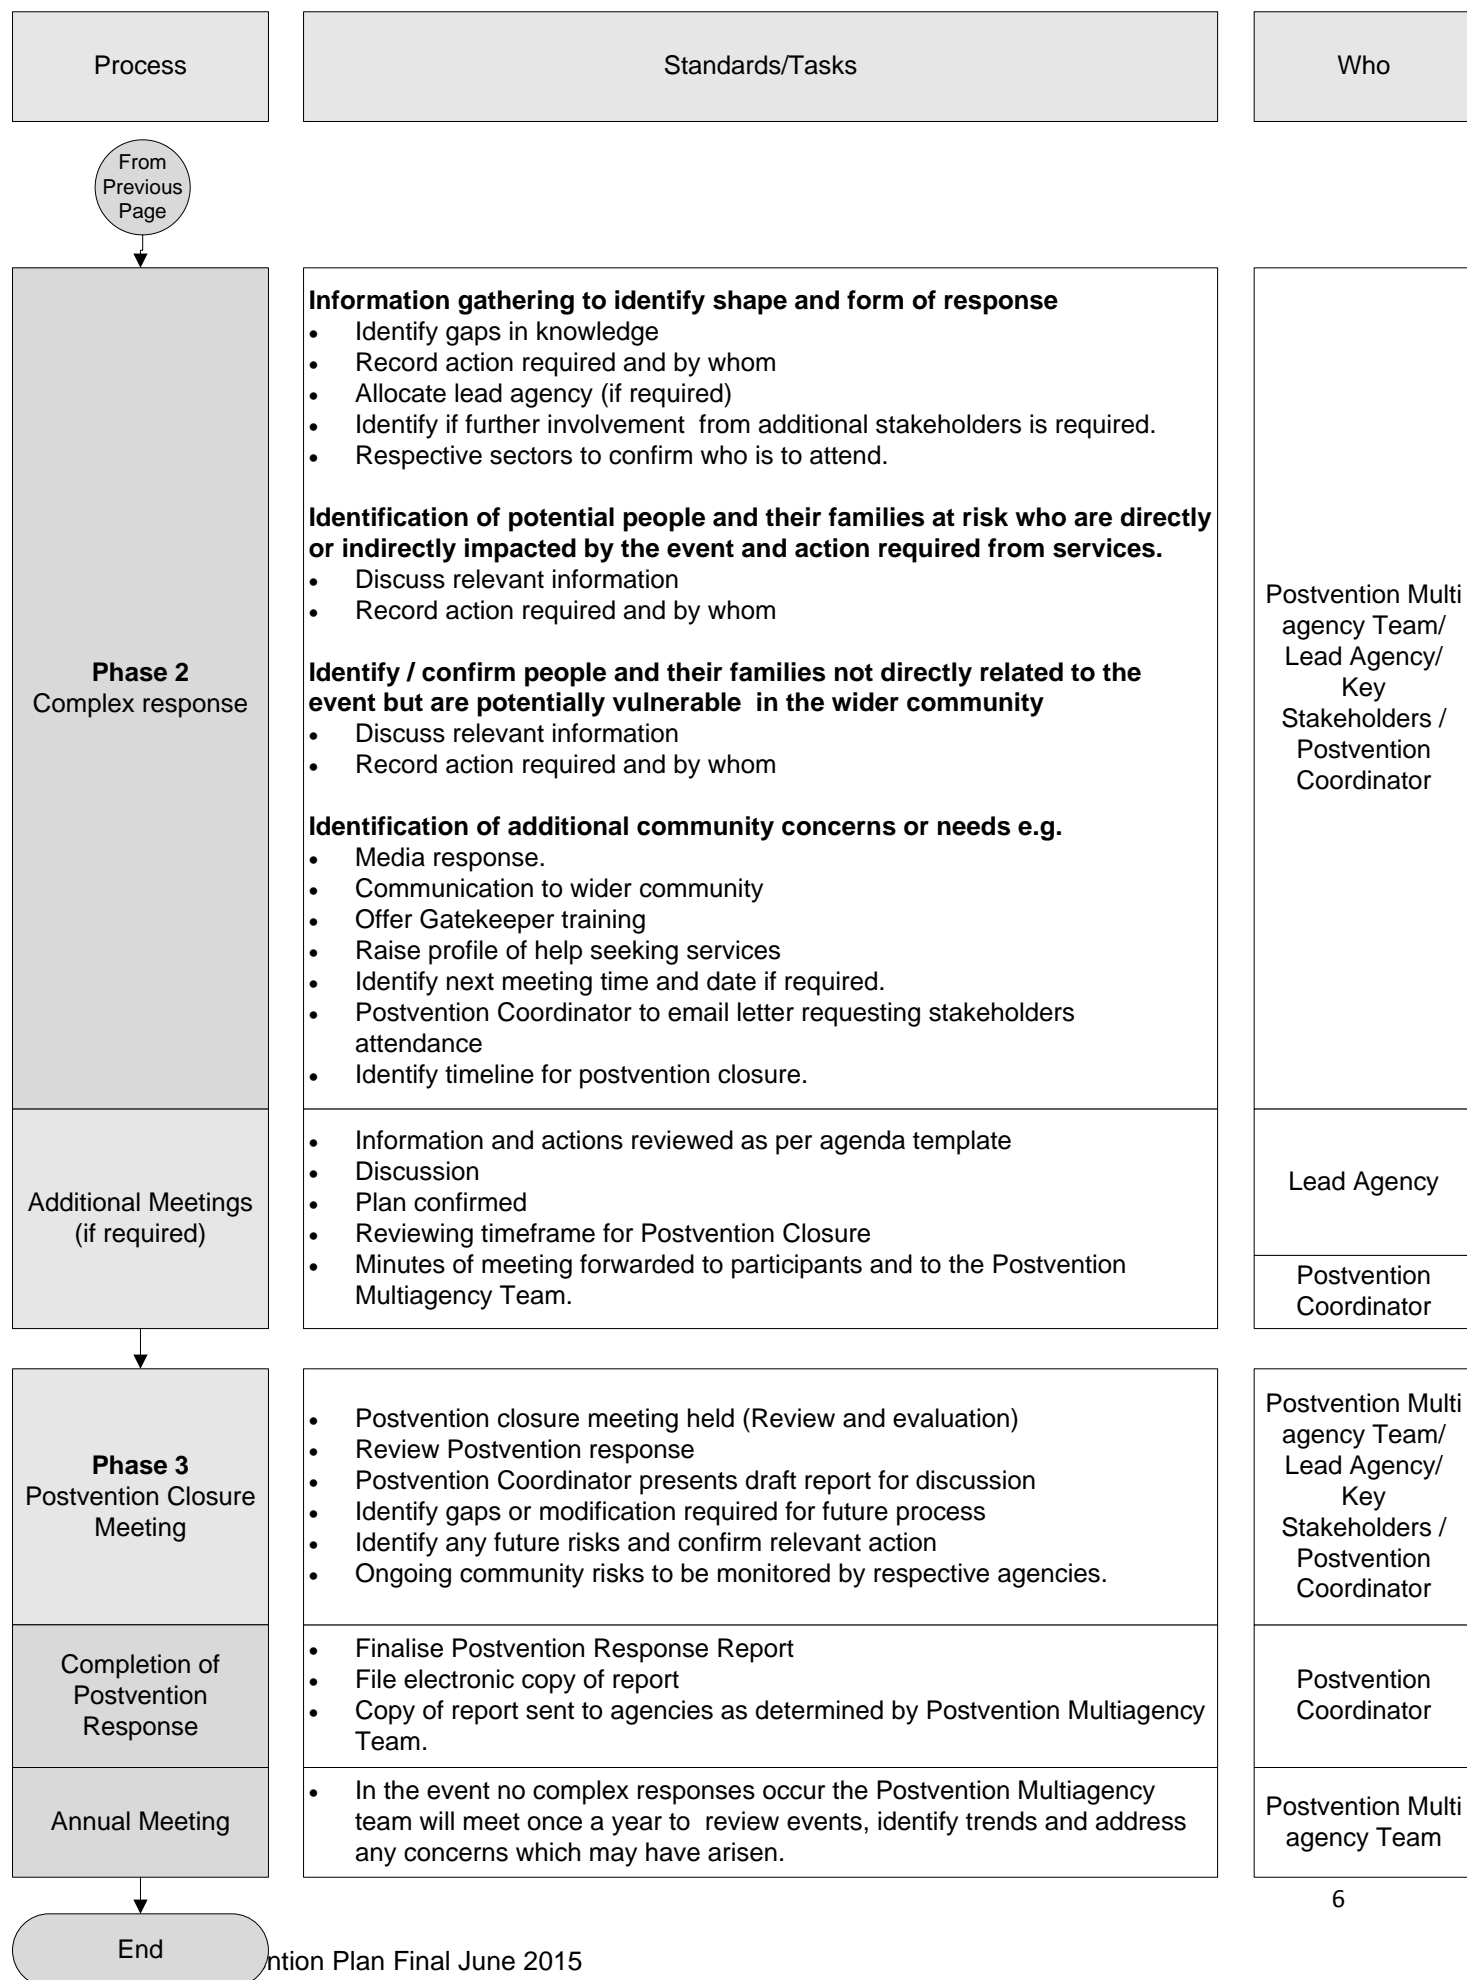 Process
Standards/Tasks
Who
From
Previous
Page
Phase 2
Complex response
Information gathering to identify shape and form of response
• Identify gaps in knowledge
• Record action required and by whom
• Allocate lead agency (if required)
• Identify if further involvement  from additional stakeholders is required.
• Respective sectors to confirm who is to attend.
Identification of potential people and their families at risk who are directly
or indirectly impacted by the event and action required from services.
• Discuss relevant information
• Record action required and by whom
Identify / confirm people and their families not directly related to the
event but are potentially vulnerable  in the wider community
• Discuss relevant information
• Record action required and by whom
Identification of additional community concerns or needs e.g.
• Media response.
• Communication to wider community
• Offer Gatekeeper training
• Raise profile of help seeking services
• Identify next meeting time and date if required.
• Postvention Coordinator to email letter requesting stakeholders
attendance
• Identify timeline for postvention closure.
Postvention Multi
agency Team/
Lead Agency/
Key
Stakeholders /
Postvention
Coordinator
Additional Meetings
(if required)
• Information and actions reviewed as per agenda template
• Discussion
• Plan confirmed
• Reviewing timeframe for Postvention Closure
• Minutes of meeting forwarded to participants and to the Postvention
Multiagency Team.
Lead Agency
Postvention
Coordinator
Phase 3
Postvention Closure
Meeting
• Postvention closure meeting held (Review and evaluation)
• Review Postvention response
• Postvention Coordinator presents draft report for discussion
• Identify gaps or modification required for future process
• Identify any future risks and confirm relevant action
• Ongoing community risks to be monitored by respective agencies.
Postvention Multi
agency Team/
Lead Agency/
Key
Stakeholders /
Postvention
Coordinator
Completion of
Postvention
Response
• Finalise Postvention Response Report
• File electronic copy of report
• Copy of report sent to agencies as determined by Postvention Multiagency
Team.
Postvention
Coordinator
Annual Meeting
• In the event no complex responses occur the Postvention Multiagency
team will meet once a year to  review events, identify trends and address
any concerns which may have arisen.
Postvention Multi
agency Team
6
End
ntion Plan Final June 2015